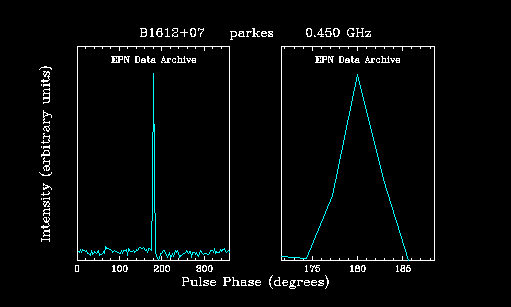 B1612+07 parkes 0.450 GHz
EPN Data Archive EPN Data Archive
Intensity (arbitrary units)
0 100 200 300 175 180 185
Pulse Phase (degrees)